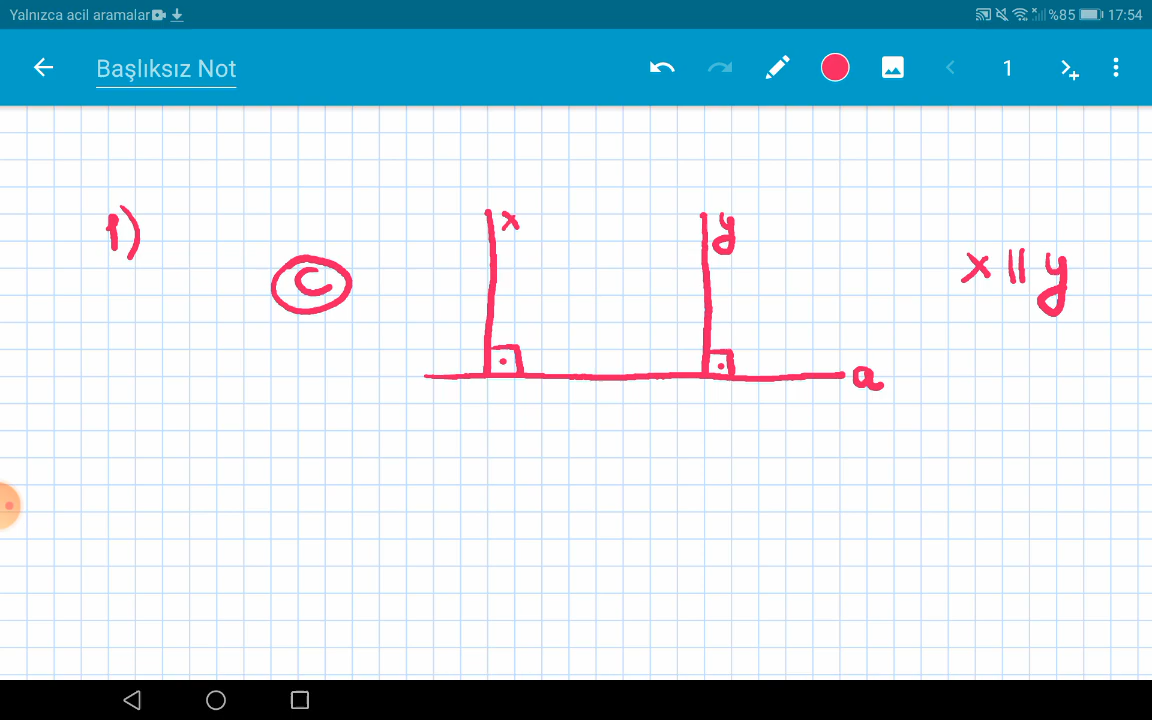 Yalnızca acil aramalar %85 17:54
Başlıksız Not 1
1)
C
x
y
x || y
a